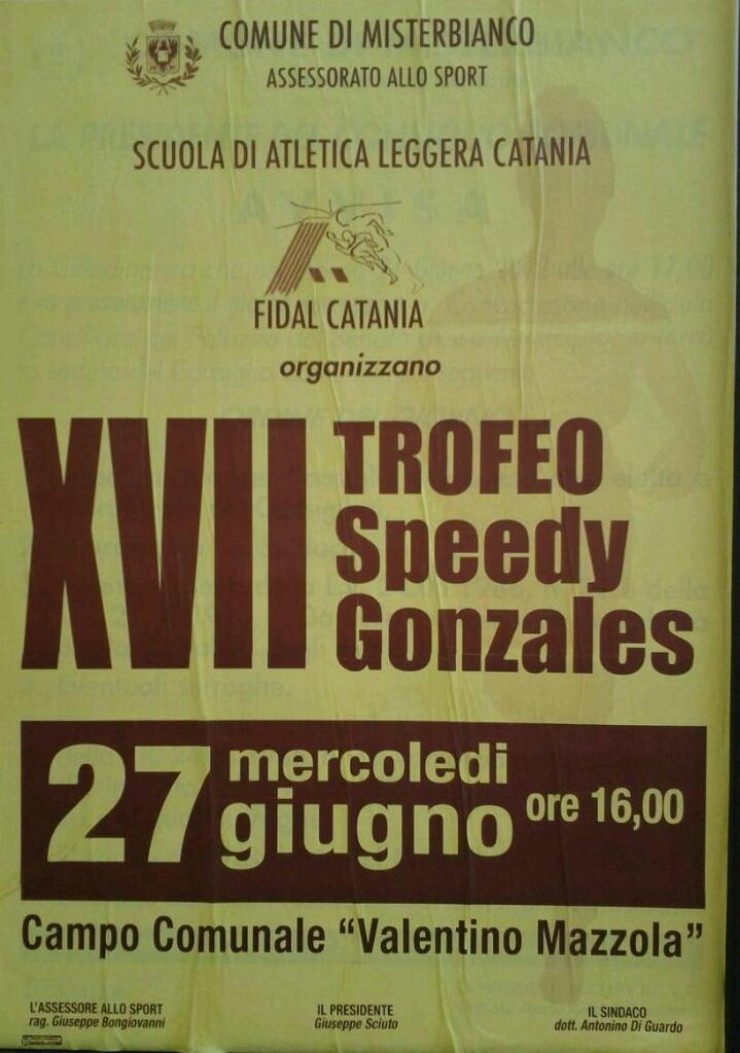 COMUNE DI MISTERBIANCO
ASSESSORATO ALLO SPORT
SCUOLA DI ATLETICA LEGGERA CATANIA
FIDAL CATANIA
organizzano
XVII TROFEO
Speedy
Gonzales
27 mercoledi
giugno ore 16,00
Campo Comunale “Valentino Mazzola”
L'ASSESSORE ALLO SPORT
rag. Giuseppe Bongiovanni
IL PRESIDENTE
Giuseppe Sciuto
IL SINDACO
dott. Antonino Di Guardo